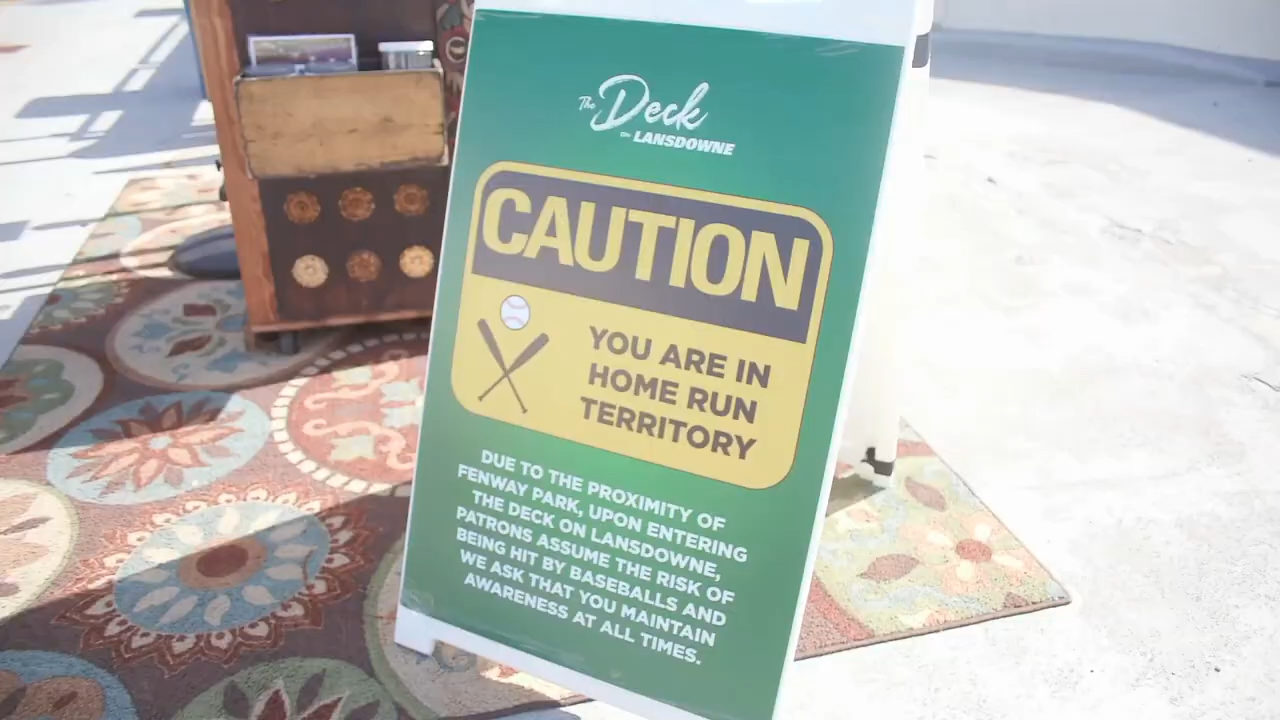 The Deck
ON LANSDOWNE
CAUTION
YOU ARE IN
HOME RUN
TERRITORY
DUE TO THE PROXIMITY OF
FENWAY PARK, UPON ENTERING
THE DECK ON LANSDOWNE,
PATRONS ASSUME THE RISK OF
BEING HIT BY BASEBALLS AND
WE ASK THAT YOU MAINTAIN
AWARENESS AT ALL TIMES.